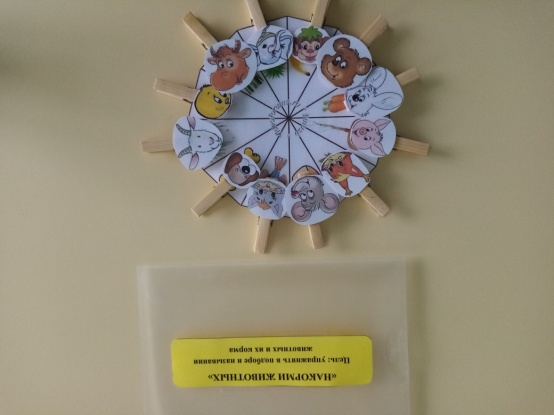 «НАКОРМИ ЖИВОТНЫХ»
Цель: упражнять в подборе и назывании
животных и их корма